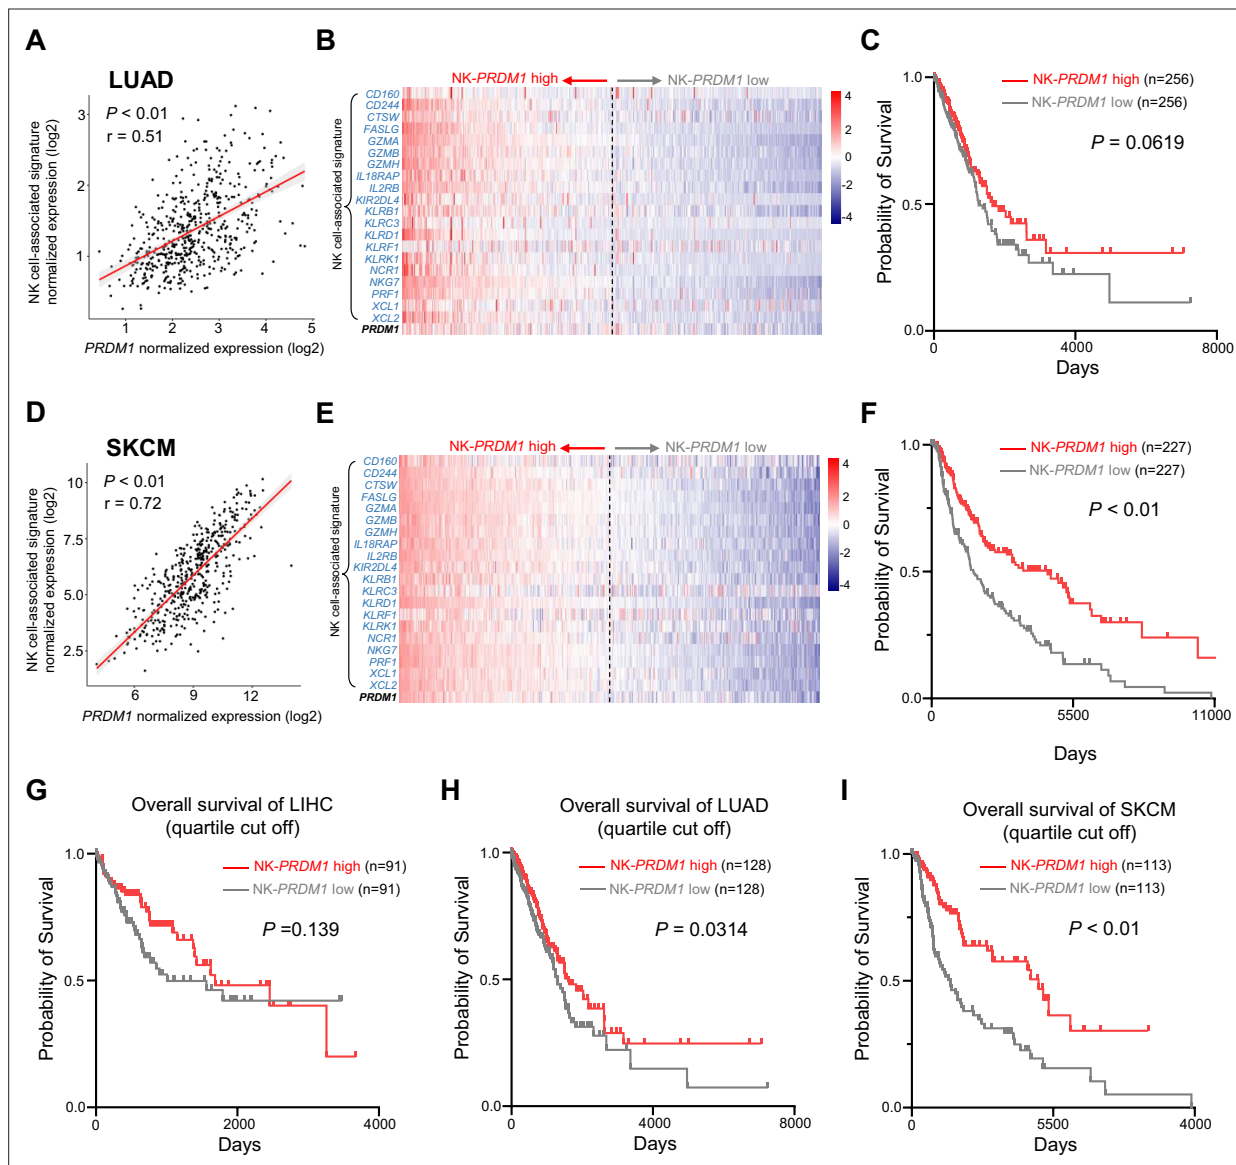 A
LUAD
P < 0.01
r = 0.51
NK cell-associated signature
normalized expression (log2)
3
2
1
1 2 3 4 5
PRDM1 normalized expression (log2)
B
NK-PRDM1 high
NK-PRDM1 low
NK cell-associated signature
CD160
CD244
CTSW
FASLG
GZMA
GZMB
GZMH
IL18RAP
IL2RB
KIR2DL4
KLRB1
KLRC3
KLRD1
KLRF1
KLRK1
NCR1
NKG7
PRF1
XCL1
XCL2
PRDM1
4
2
0
-2
-4
C
NK-PRDM1 high (n=256)
NK-PRDM1 low (n=256)
P = 0.0619
Probability of Survival
1.0
0.5
0.0
0 4000 8000
Days
D
SKCM
P < 0.01
r = 0.72
NK cell-associated signature
normalized expression (log2)
10
7.5
5.0
2.5
6 9 12
PRDM1 normalized expression (log2)
E
NK-PRDM1 high
NK-PRDM1 low
NK cell-associated signature
CD160
CD244
CTSW
FASLG
GZMA
GZMB
GZMH
IL18RAP
IL2RB
KIR2DL4
KLRB1
KLRC3
KLRD1
KLRF1
KLRK1
NCR1
NKG7
PRF1
XCL1
XCL2
PRDM1
4
2
0
-2
-4
F
NK-PRDM1 high (n=227)
NK-PRDM1 low (n=227)
P < 0.01
Probability of Survival
1.0
0.5
0.0
0 5500 11000
Days
G
Overall survival of LIHC
(quartile cut off)
NK-PRDM1 high (n=91)
NK-PRDM1 low (n=91)
P =0.139
Probability of Survival
1.0
0.5
0.0
0 2000 4000
Days
H
Overall survival of LUAD
(quartile cut off)
NK-PRDM1 high (n=128)
NK-PRDM1 low (n=128)
P = 0.0314
Probability of Survival
1.0
0.5
0.0
0 4000 8000
Days
I
Overall survival of SKCM
(quartile cut off)
NK-PRDM1 high (n=113)
NK-PRDM1 low (n=113)
P < 0.01
Probability of Survival
1.0
0.5
0.0
0 5500 4000
Days